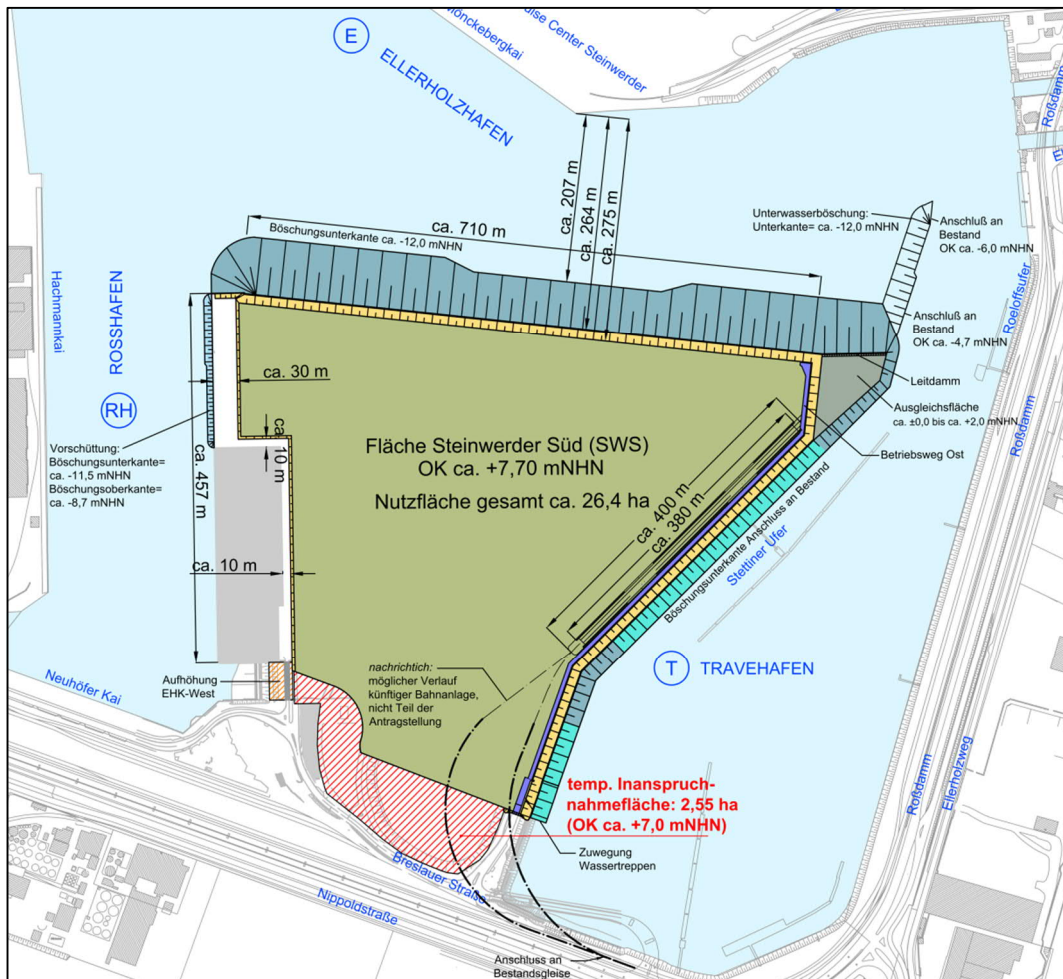 Mönckebergkai
Cruise Center Steinwerder
E
ELLERHOLZHAFEN
Roßdamm
Roßdamm
ca. 207 m
ca. 264 m
ca. 275 m
ca. 710 m
Böschungsunterkante ca. -12,0 mNHN
Unterwasserböschung:
Unterkante= ca. -12,0 mNHN
Anschluß an
Bestand
OK ca. -6,0 mNHN
Roeloffsufer
Hachmannkai
ROSSHAFEN
RH
Anschluß an
Bestand
OK ca. -4,7 mNHN
Leitdamm
Ausgleichsfläche
ca. ±0,0 bis ca. +2,0 mNHN
Betriebsweg Ost
Roßdamm
ca. 30 m
ca. 10 m
Vorschüttung:
Böschungsunterkante=
ca. -11,5 mNHN
Böschungsoberkante=
ca. -8,7 mNHN
ca. 457 m
Fläche Steinwerder Süd (SWS)
OK ca. +7,70 mNHN
Nutzfläche gesamt ca. 26,4 ha
ca. 400 m
ca. 380 m
Böschungsunterkante Anschluss an Bestand
Stettiner Ufer
ca. 10 m
T
TRAVEHAFEN
Aufhöhung
EHK-West
Neuhöfer Kai
nachrichtich:
möglicher Verlauf
künftiger Bahnanlage,
nicht Teil der
Antragstellung
temp. Inanspruch-
nahmefläche: 2,55 ha
(OK ca. +7,0 mNHN)
Roßdamm
Ellerholzweg
Zuwegung
Wassertreppen
Breslauer Straße
Nippoldstraße
Anschluss an
Bestandsgleise